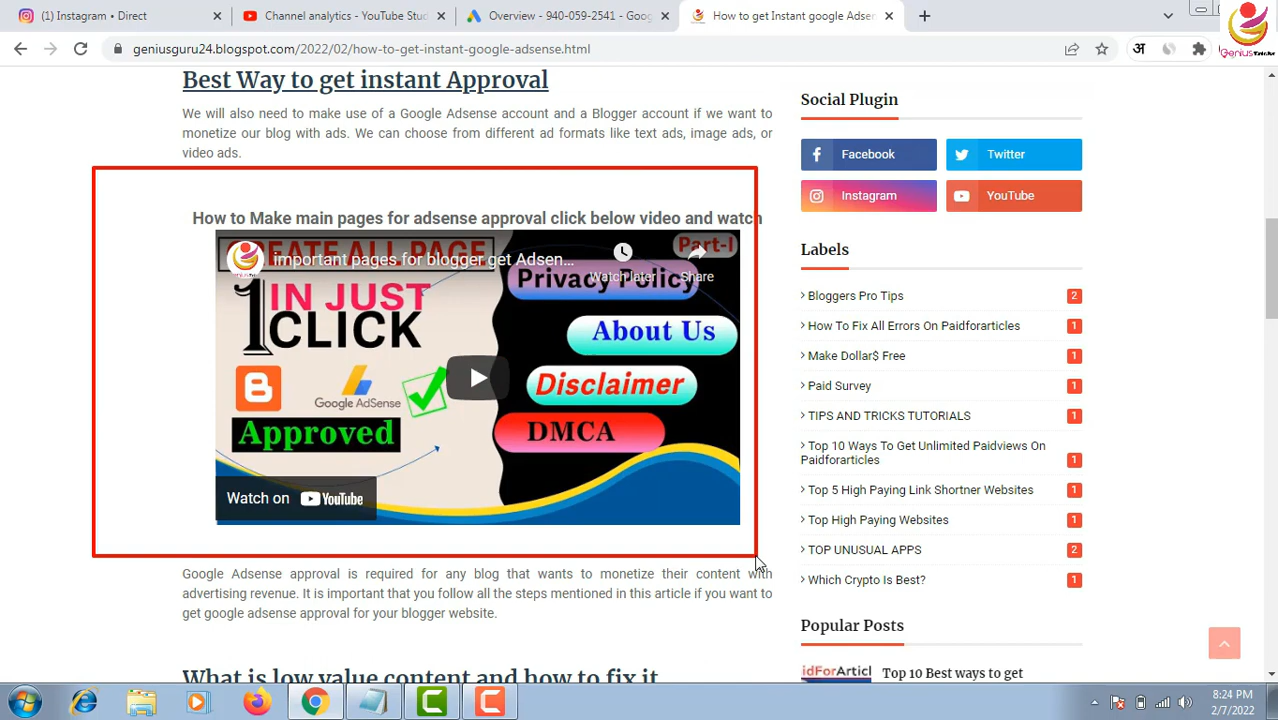 (1) Instagram • Direct
Channel analytics - YouTube Stud
Overview - 940-059-2541 - Goog
How to get Instant google Adsen
geniusguru24.blogspot.com/2022/02/how-to-get-instant-google-adsense.html
अ
Best Way to get instant Approval
We will also need to make use of a Google Adsense account and a Blogger account if we want to
monetize our blog with ads. We can choose from different ad formats like text ads, image ads, or
video ads.
How to Make main pages for adsense approval click below video and watch
CREATE ALL PAGE
important pages for blogger get Adsen...
Watch later
Share
Part-I
1 IN JUST
CLICK
Google AdSense
Approved
Privacy Policy
About Us
Disclaimer
DMCA
Watch on YouTube
Google Adsense approval is required for any blog that wants to monetize their content with
advertising revenue. It is important that you follow all the steps mentioned in this article if you want to
get google adsense approval for your blogger website.
What is low value content and how to fix it
Social Plugin
Facebook
Twitter
Instagram
YouTube
Labels
Bloggers Pro Tips 2
How To Fix All Errors On Paidforarticles 1
Make Dollar$ Free 1
Paid Survey 1
TIPS AND TRICKS TUTORIALS 1
Top 10 Ways To Get Unlimited Paidviews On
Paidforarticles 1
Top 5 High Paying Link Shortner Websites 1
Top High Paying Websites 1
TOP UNUSUAL APPS 2
Which Crypto Is Best? 1
Popular Posts
idForArticl
Top 10 Best ways to get
8:24 PM
2/7/2022